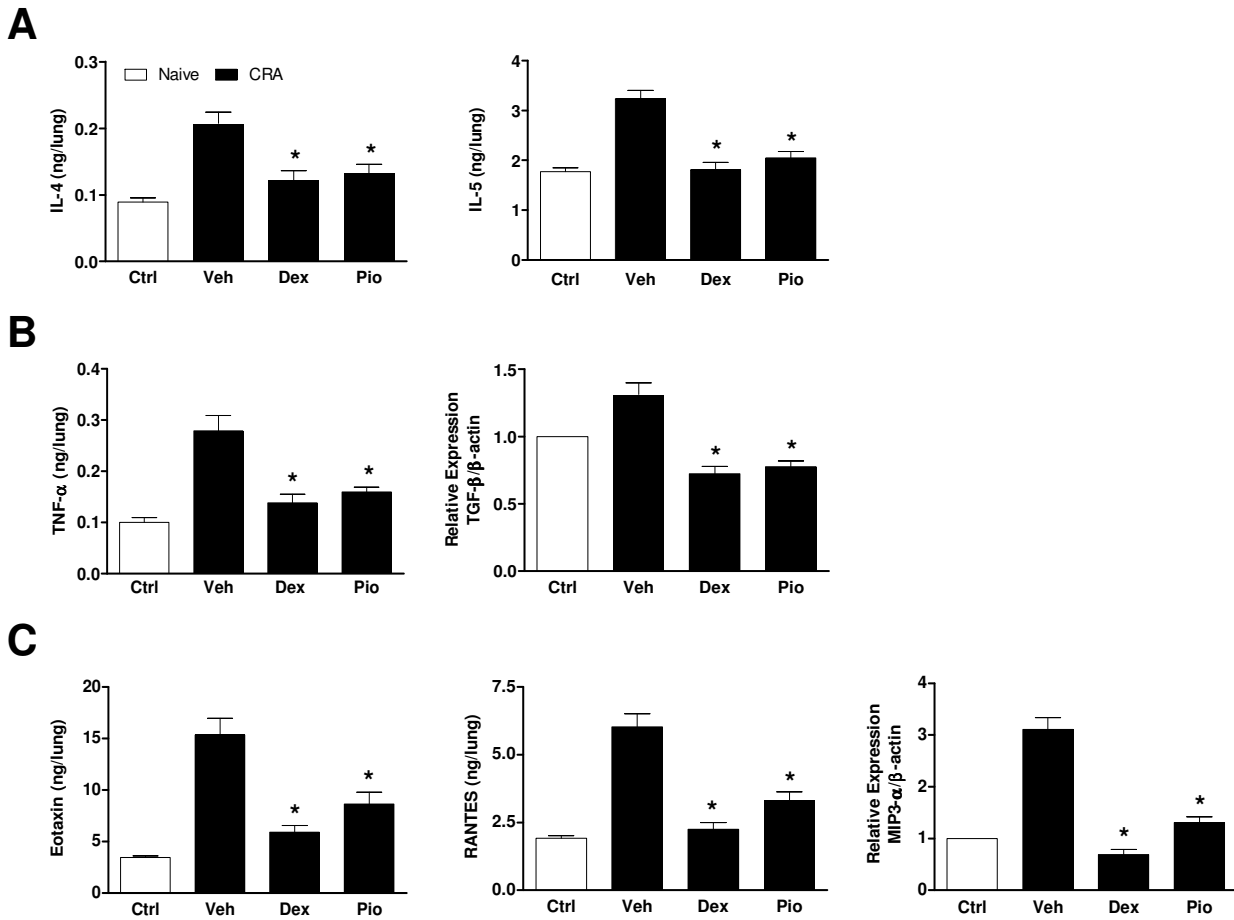 A
IL-4 (ng/lung)
0.3
0.2
0.1
0.0
Naive CRA
* *
Ctrl Veh Dex Pio
IL-5 (ng/lung)
4
3
2
1
0
* *
Ctrl Veh Dex Pio
B
TNF-α (ng/lung)
0.4
0.3
0.2
0.1
0.0
* *
Ctrl Veh Dex Pio
Relative Expression
TGF-β/β-actin
1.5
1.0
0.5
0.0
* *
Ctrl Veh Dex Pio
C
Eotaxin (ng/lung)
20
15
10
5
0
* *
Ctrl Veh Dex Pio
RANTES (ng/lung)
7.5
5.0
2.5
0.0
* *
Ctrl Veh Dex Pio
Relative Expression
MIP3-α/β-actin
4
3
2
1
0
* *
Ctrl Veh Dex Pio